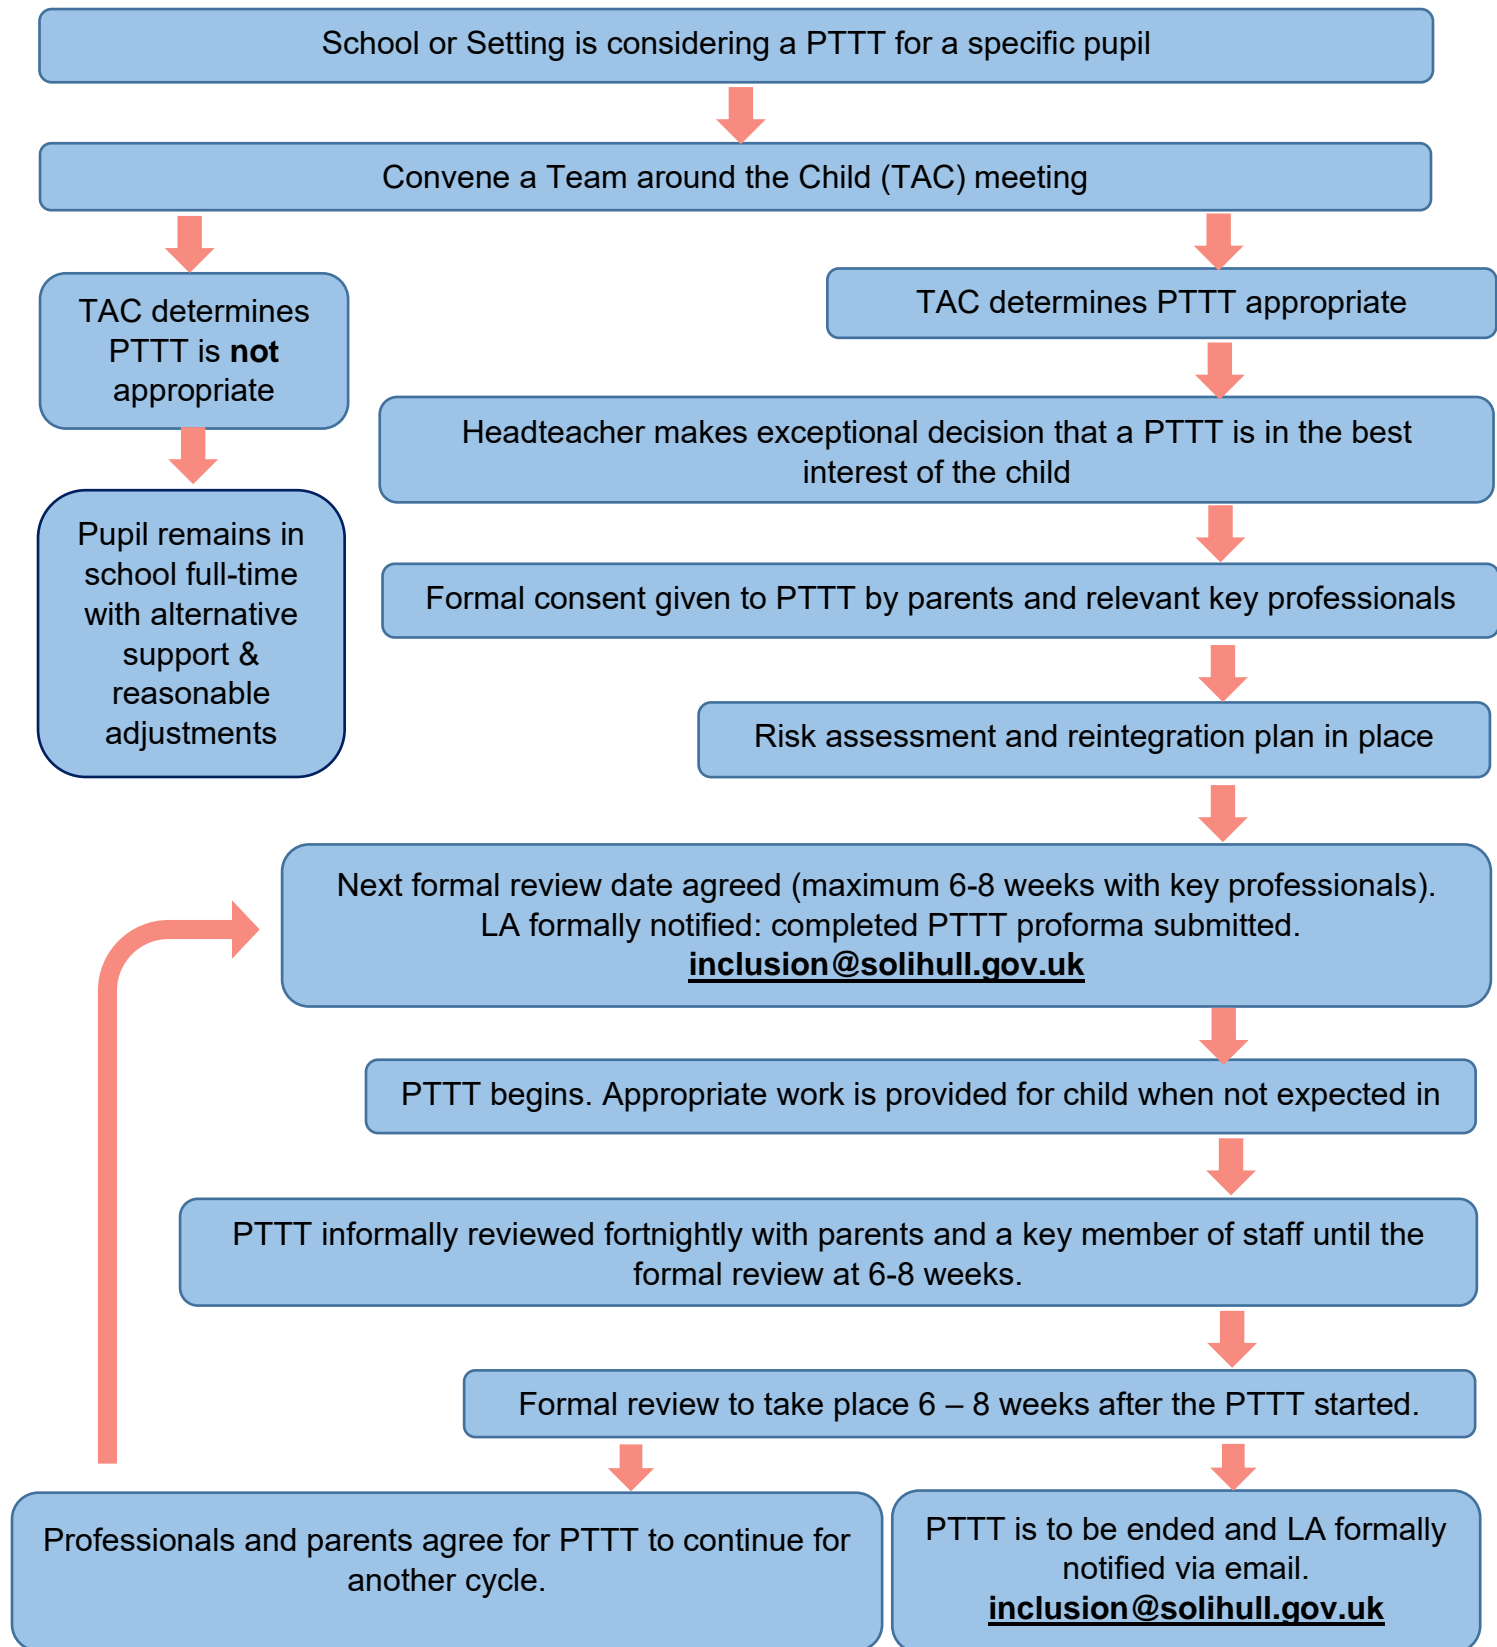 School or Setting is considering a PTTT for a specific pupil
Convene a Team around the Child (TAC) meeting
TAC determines
PTTT is not
appropriate
Pupil remains in
school full-time
with alternative
support &
reasonable
adjustments
TAC determines PTTT appropriate
Headteacher makes exceptional decision that a PTTT is in the best
interest of the child
Formal consent given to PTTT by parents and relevant key professionals
Risk assessment and reintegration plan in place
Next formal review date agreed (maximum 6-8 weeks with key professionals).
LA formally notified: completed PTTT proforma submitted.
inclusion@solihull.gov.uk
PTTT begins. Appropriate work is provided for child when not expected in
PTTT informally reviewed fortnightly with parents and a key member of staff until the
formal review at 6-8 weeks.
Formal review to take place 6 – 8 weeks after the PTTT started.
Professionals and parents agree for PTTT to continue for
another cycle.
PTTT is to be ended and LA formally
notified via email.
inclusion@solihull.gov.uk